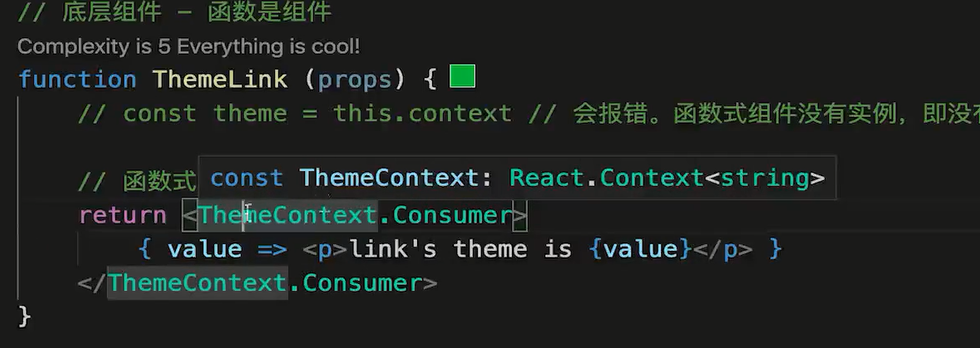 // 底层组件 - 函数是组件
Complexity is 5 Everything is cool!
function ThemeLink (props) {
// const theme = this.context // 会报错。函数式组件没有实例，即没
// 函数式
const ThemeContext: React.Context<string>
return <ThemeContext.Consumer>
{ value => <p>link's theme is {value}</p> }
</ThemeContext.Consumer>
}